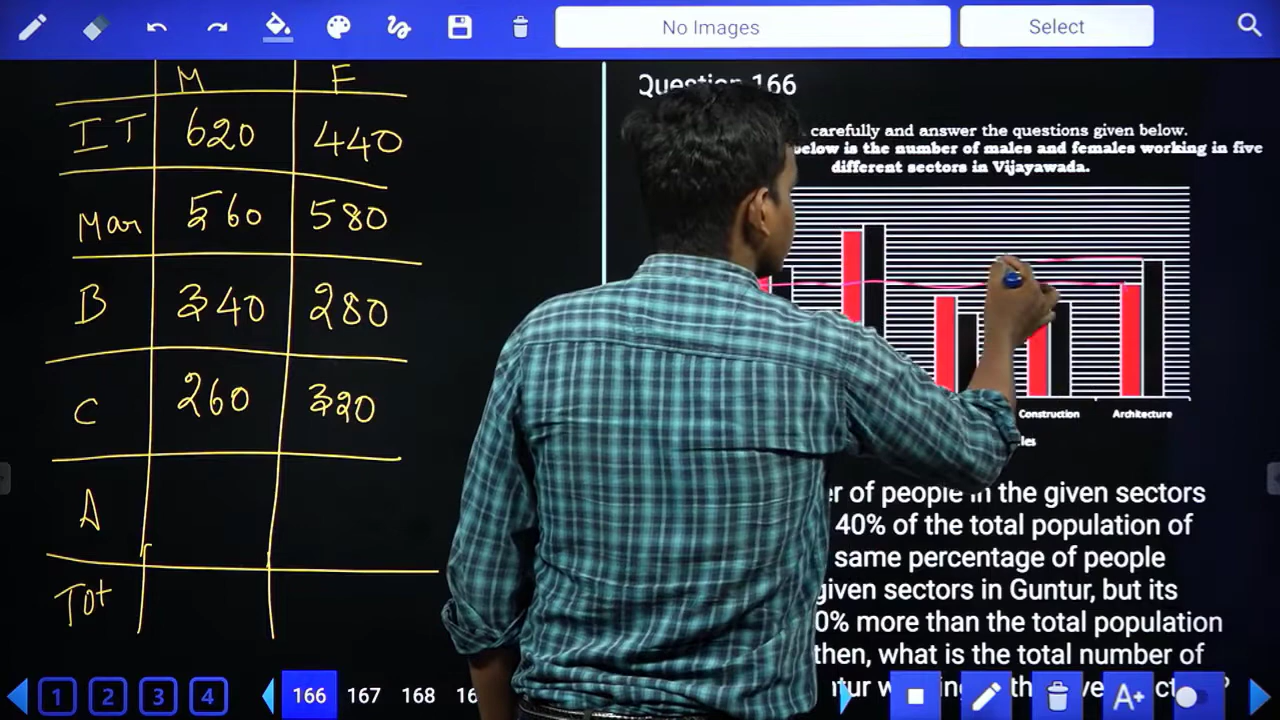 No Images
Select
M F
IT 620 440
Mar 560 580
B 340 280
C 260 320
A
Tot
Question 166
carefully and answer the questions given below.
below is the number of males and females working in five
different sectors in Vijayawada.
Construction Architecture
of people in the given sectors
40% of the total population of
same percentage of people
given sectors in Guntur, but its
0% more than the total population
then, what is the total number of
1 2 3 4 166 167 168
A+